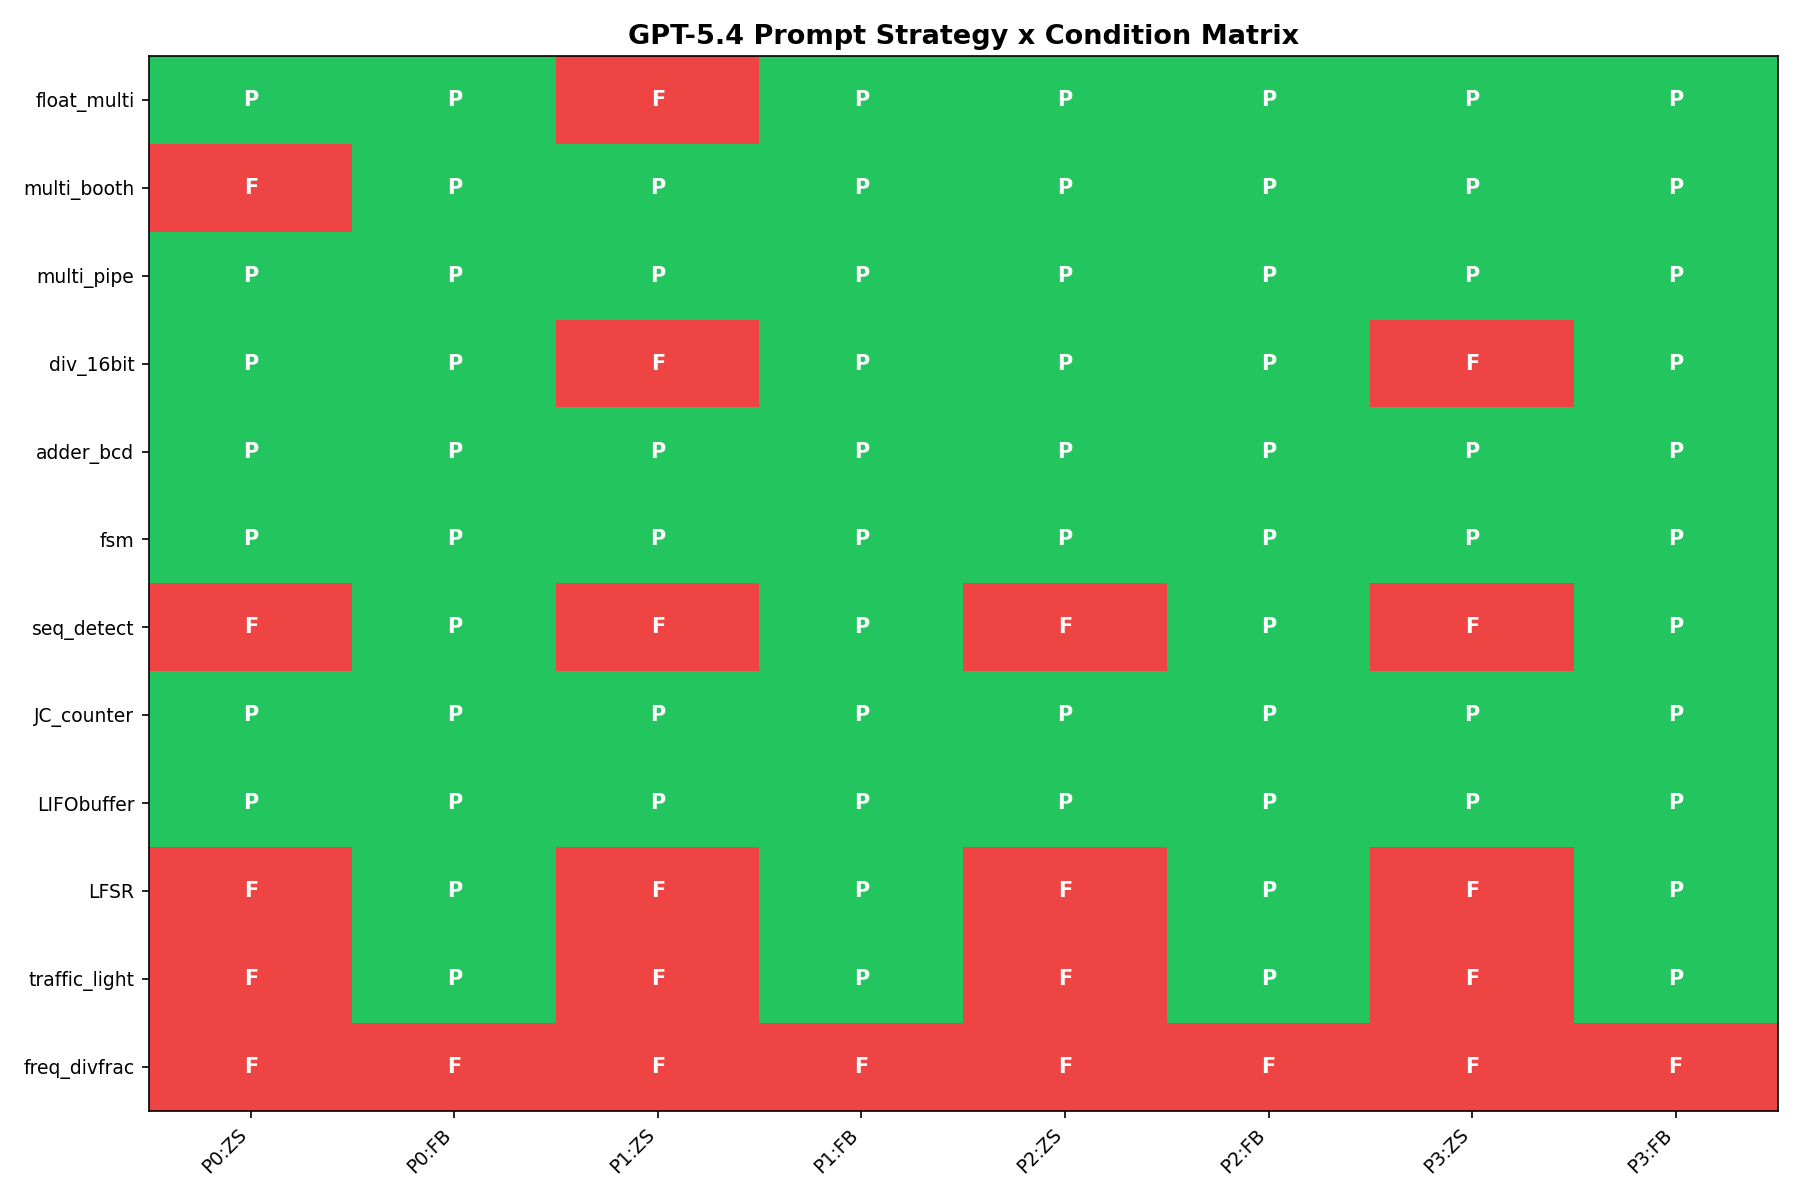 GPT-5.4 Prompt Strategy x Condition Matrix
float_multi P P F P P P P P
multi_booth F P P P P P P P
multi_pipe P P P P P P P P
div_16bit P P F P P P F P
adder_bcd P P P P P P P P
fsm P P P P P P P P
seq_detect F P F P F P F P
JC_counter P P P P P P P P
LIFObuffer P P P P P P P P
LFSR F P F P F P F P
traffic_light F P F P F P F P
freq_divfrac F F F F F F F F
P0:ZS P0:FB P1:ZS P1:FB P2:ZS P2:FB P3:ZS P3:FB